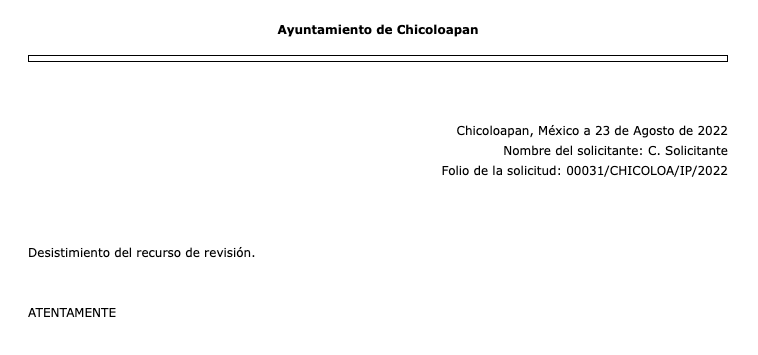 Ayuntamiento de Chicoloapan
Chicoloapan, México a 23 de Agosto de 2022
Nombre del solicitante: C. Solicitante
Folio de la solicitud: 00031/CHICOLOA/IP/2022
Desistimiento del recurso de revisión.
ATENTAMENTE